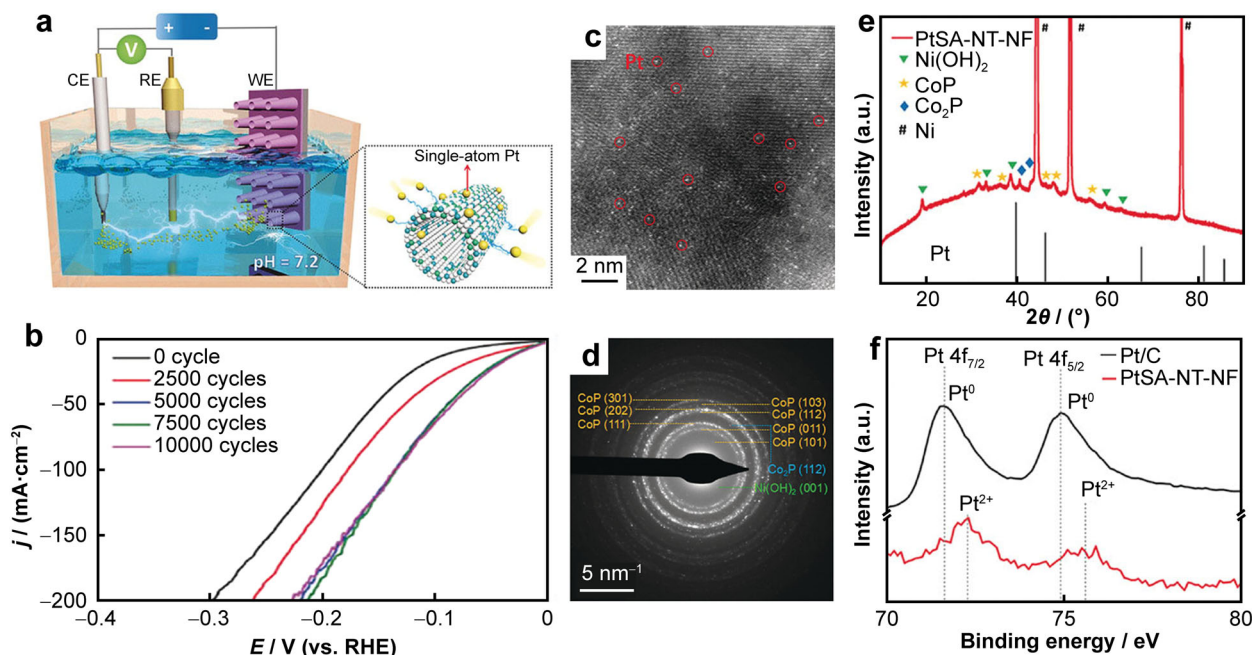 a
+
-
V
CE
RE
WE
Single-atom Pt
pH = 7.2
b
0 cycle
2500 cycles
5000 cycles
7500 cycles
10000 cycles
0
−50
−100
−150
−200
j / (mA·cm⁻²)
−0.4
−0.3
−0.2
−0.1
0
E / V (vs. RHE)
c
Pt
2 nm
d
CoP (301)
CoP (202)
CoP (111)
CoP (103)
CoP (112)
CoP (011)
CoP (101)
Co₂P (112)
Ni(OH)₂ (001)
5 nm⁻¹
e
PtSA-NT-NF
Ni(OH)₂
CoP
Co₂P
# Ni
#
Ni
#
Ni
#
Ni
Pt
Intensity (a.u.)
20
40
60
80
2θ / (°)
f
Pt 4f₇/₂
Pt 4f₅/₂
Pt/C
PtSA-NT-NF
Pt⁰
Pt⁰
Pt²⁺
Pt²⁺
Intensity (a.u.)
70
75
80
Binding energy / eV